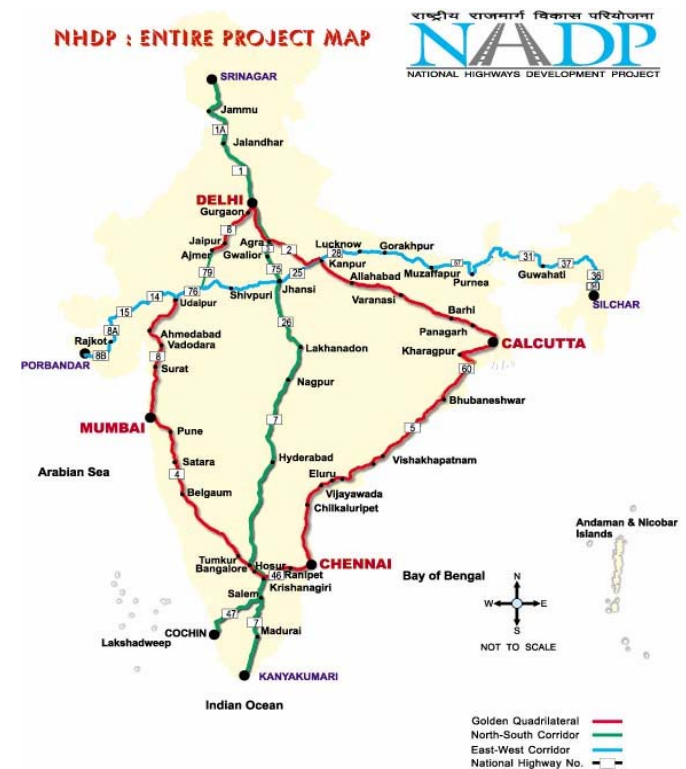 NHDP : ENTIRE PROJECT MAP
राष्ट्रीय राजमार्ग विकास परियोजना
NHDP
NATIONAL HIGHWAYS DEVELOPMENT PROJECT
SRINAGAR
Jammu
1A
Jalandhar
1
DELHI
Gurgaon
8
Jaipur
Ajmer
Agra
Gwalior
3
2
Lucknow
28
Gorakhpur
Kanpur
75
25
79
76
Jhansi
Shivpuri
Allahabad
Muzaffapur
57
Purnea
31
Guwahati
37
36
54
SILCHAR
Varanasi
Udaipur
14
15
8A
Rajkot
8B
PORBANDAR
Ahmedabad
Vadodara
8
Surat
26
Lakhanadon
Barhi
Panagarh
CALCUTTA
Kharagpur
60
Nagpur
Bhubaneshwar
MUMBAI
Pune
7
5
Satara
4
Hyderabad
Vishakhapatnam
Arabian Sea
Belgaum
Eluru
Vijayawada
Chilkaluripet
Andaman & Nicobar
Islands
Tumkur
Bangalore
Hosur
46
Ranipet
CHENNAI
Krishanagiri
Bay of Bengal
Salem
47
COCHIN
7
Madurai
Lakshadweep
KANYAKUMARI
Indian Ocean
N
W
E
S
NOT TO SCALE
Golden Quadrilateral
North-South Corridor
East-West Corridor
National Highway No.